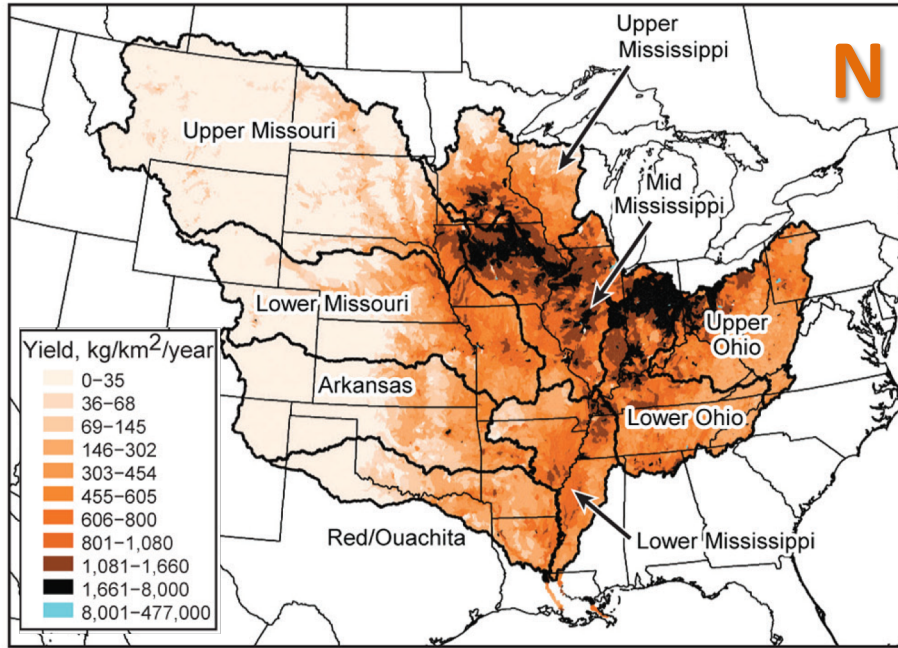 Upper
Mississippi
N
Upper Missouri
Mid
Mississippi
Lower Missouri
Upper
Ohio
Yield, kg/km²/year
0–35
36–68
69–145
146–302
303–454
455–605
606–800
801–1,080
1,081–1,660
1,661–8,000
8,001–477,000
Arkansas
Lower Ohio
Red/Ouachita
Lower Mississippi